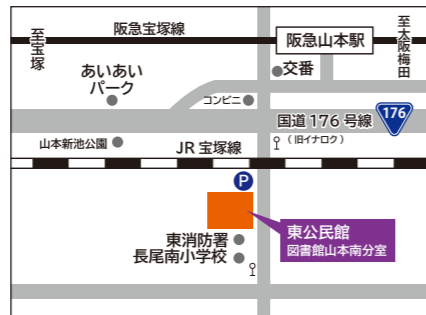 阪急宝塚線
至宝塚
阪急山本駅
至大阪梅田
あいあい
パーク
交番
コンビニ
国道176号線
176
(旧イナロク)
山本新池公園
JR宝塚線
P
東公民館
図書館山本南分室
東消防署
長尾南小学校